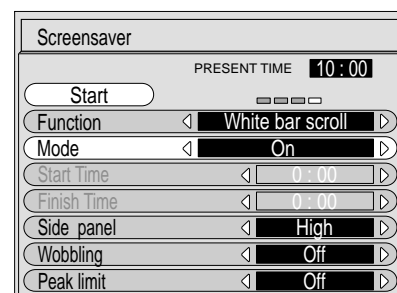 Screensaver
PRESENT TIME 10 : 00
Start
Function White bar scroll
Mode On
Start Time 0 : 00
Finish Time 0 : 00
Side panel High
Wobbling Off
Peak limit Off